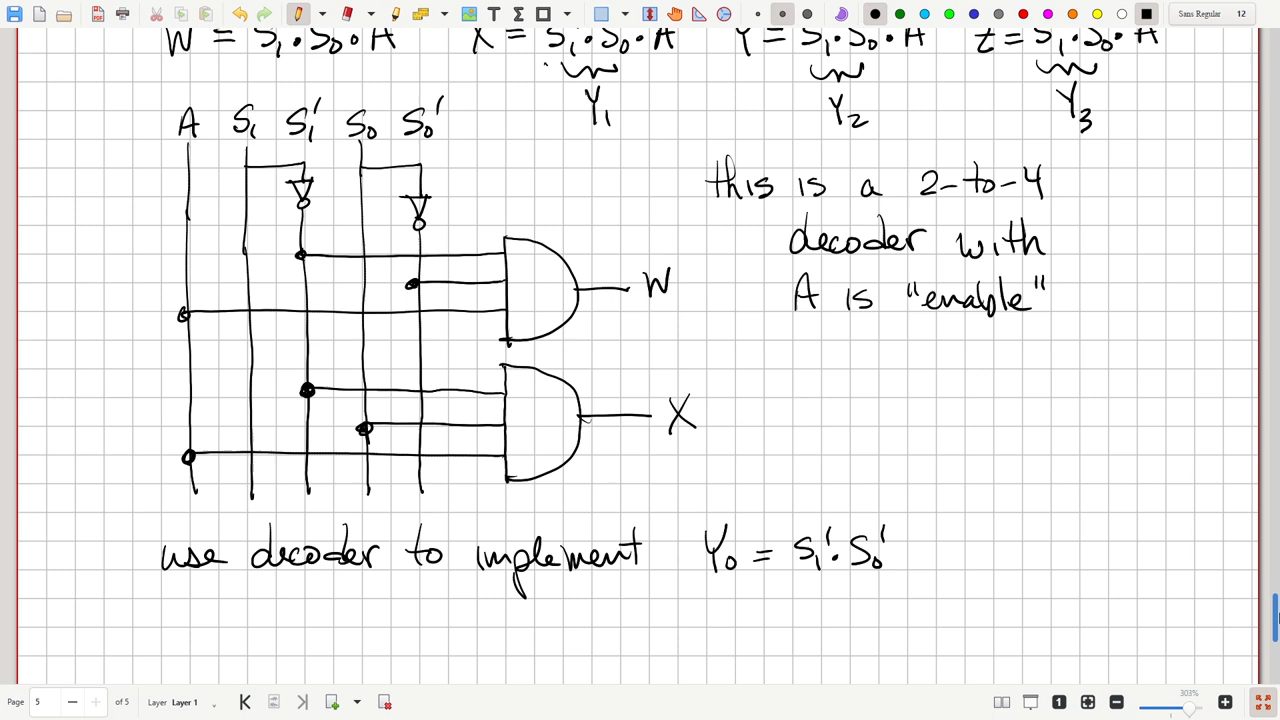 Sans Regular 12
W = S₁·S₀·A X = S₁·S₀·A Y = S₁·S₀·A Z = S₁·S₀·A
Y₁ Y₂ Y₃
A S₁ S₁' S₀ S₀'
this is a 2-to-4
decoder with
A is "enable"
W
X
use decoder to implement Y₀ = S₁'·S₀'
Page 5 of 5 Layer Layer 1 303%